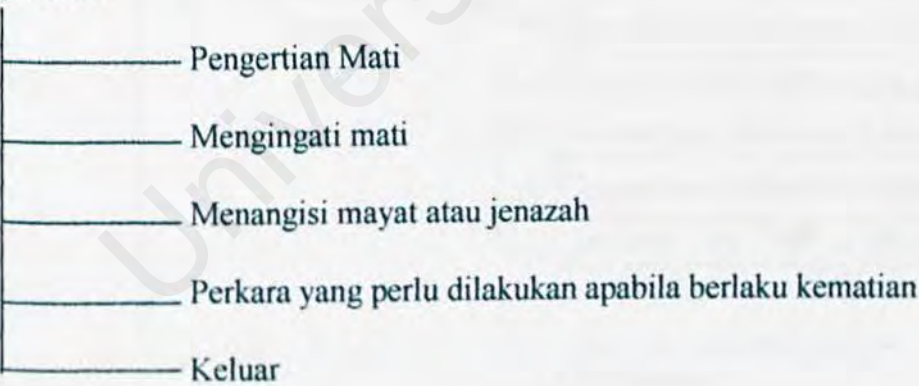 Pengertian Mati
Mengingati mati
Menangisi mayat atau jenazah
Perkara yang perlu dilakukan apabila berlaku kematian
Keluar